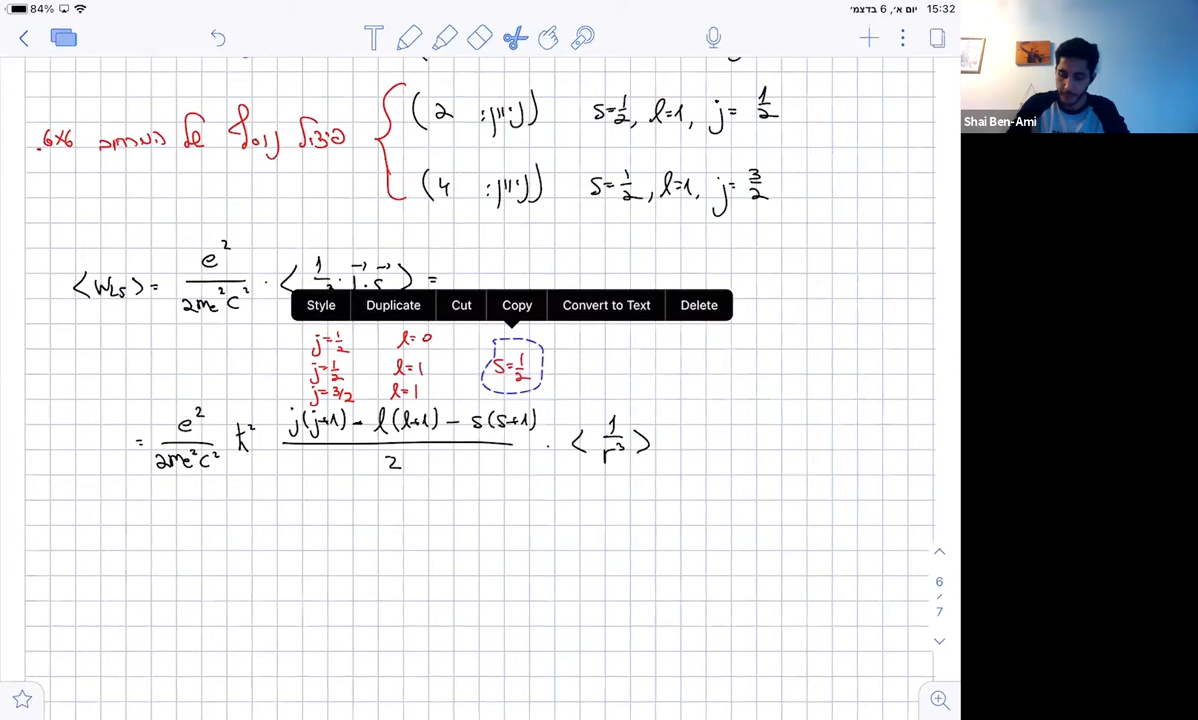 84%
15:32 יום א׳, 6 בדצמ׳
T
(2 :ניוון) s=1/2, l=1, j=1/2
פיצול נוסף של המרחב 6x6.
(4 :ניוון) s=1/2, l=1, j=3/2
<W_LS> = e²/(2m_e²c²) · <1/r³ · L⃗·S⃗> =
Style Duplicate Cut Copy Convert to Text Delete
j=1/2 l=0
j=1/2 l=1 s=1/2
j=3/2 l=1
= e²/(2m_e²c²) ħ² (j(j+1) - l(l+1) - s(s+1))/2 · <1/r³>
6
/
7
Shai Ben-Ami